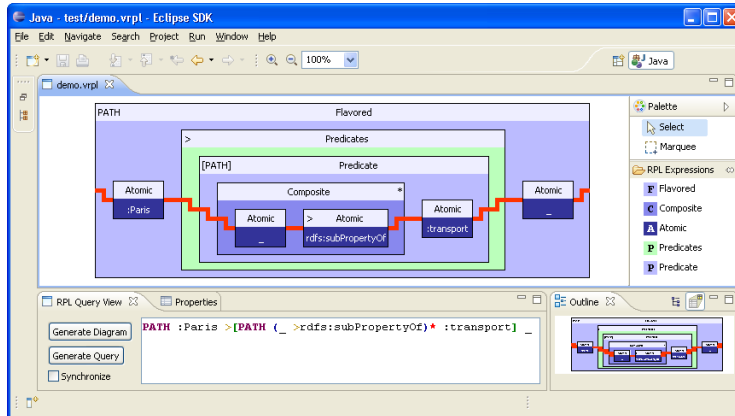 Java - test/demo.vrpl - Eclipse SDK
File Edit Navigate Search Project Run Window Help
100%
Java
demo.vrpl
PATH Flavored
> Predicates
[PATH] Predicate
Composite *
Atomic
:Paris
Atomic
_
> Atomic
rdfs:subPropertyOf
Atomic
:transport
Atomic
_
Palette
Select
Marquee
RPL Expressions
F Flavored
C Composite
A Atomic
P Predicates
P Predicate
RPL Query View
Properties
Generate Diagram
Generate Query
Synchronize
PATH :Paris >[PATH (_ >rdfs:subPropertyOf)* :transport] _
Outline